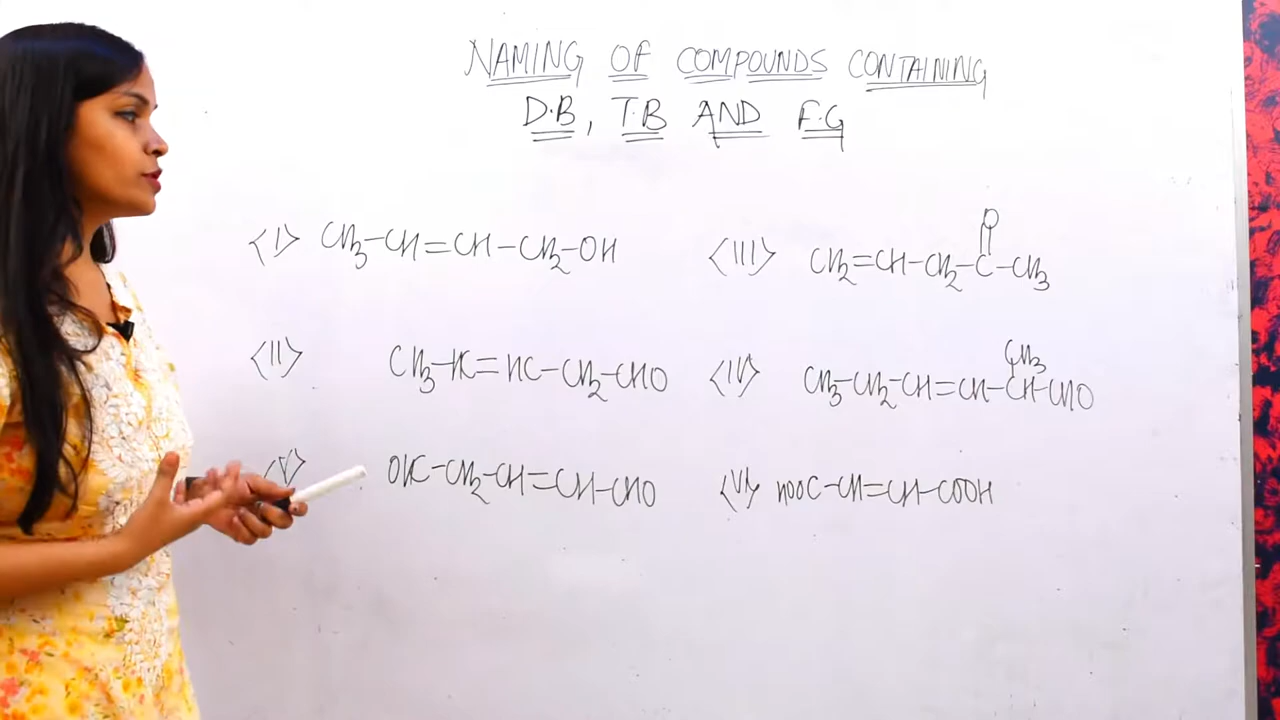 NAMING OF COMPOUNDS CONTAINING
D.B, T.B AND F.G
<I> CH3-CH=CH-CH2-OH
<II> CH3-HC=HC-CH2-CHO
<V> OHC-CH2-CH=CH-CHO
O
<III> CH2=CH-CH2-C-CH3
CH3
<IV> CH3-CH2-CH=CH-CH-CHO
<VI> HOOC-CH=CH-COOH